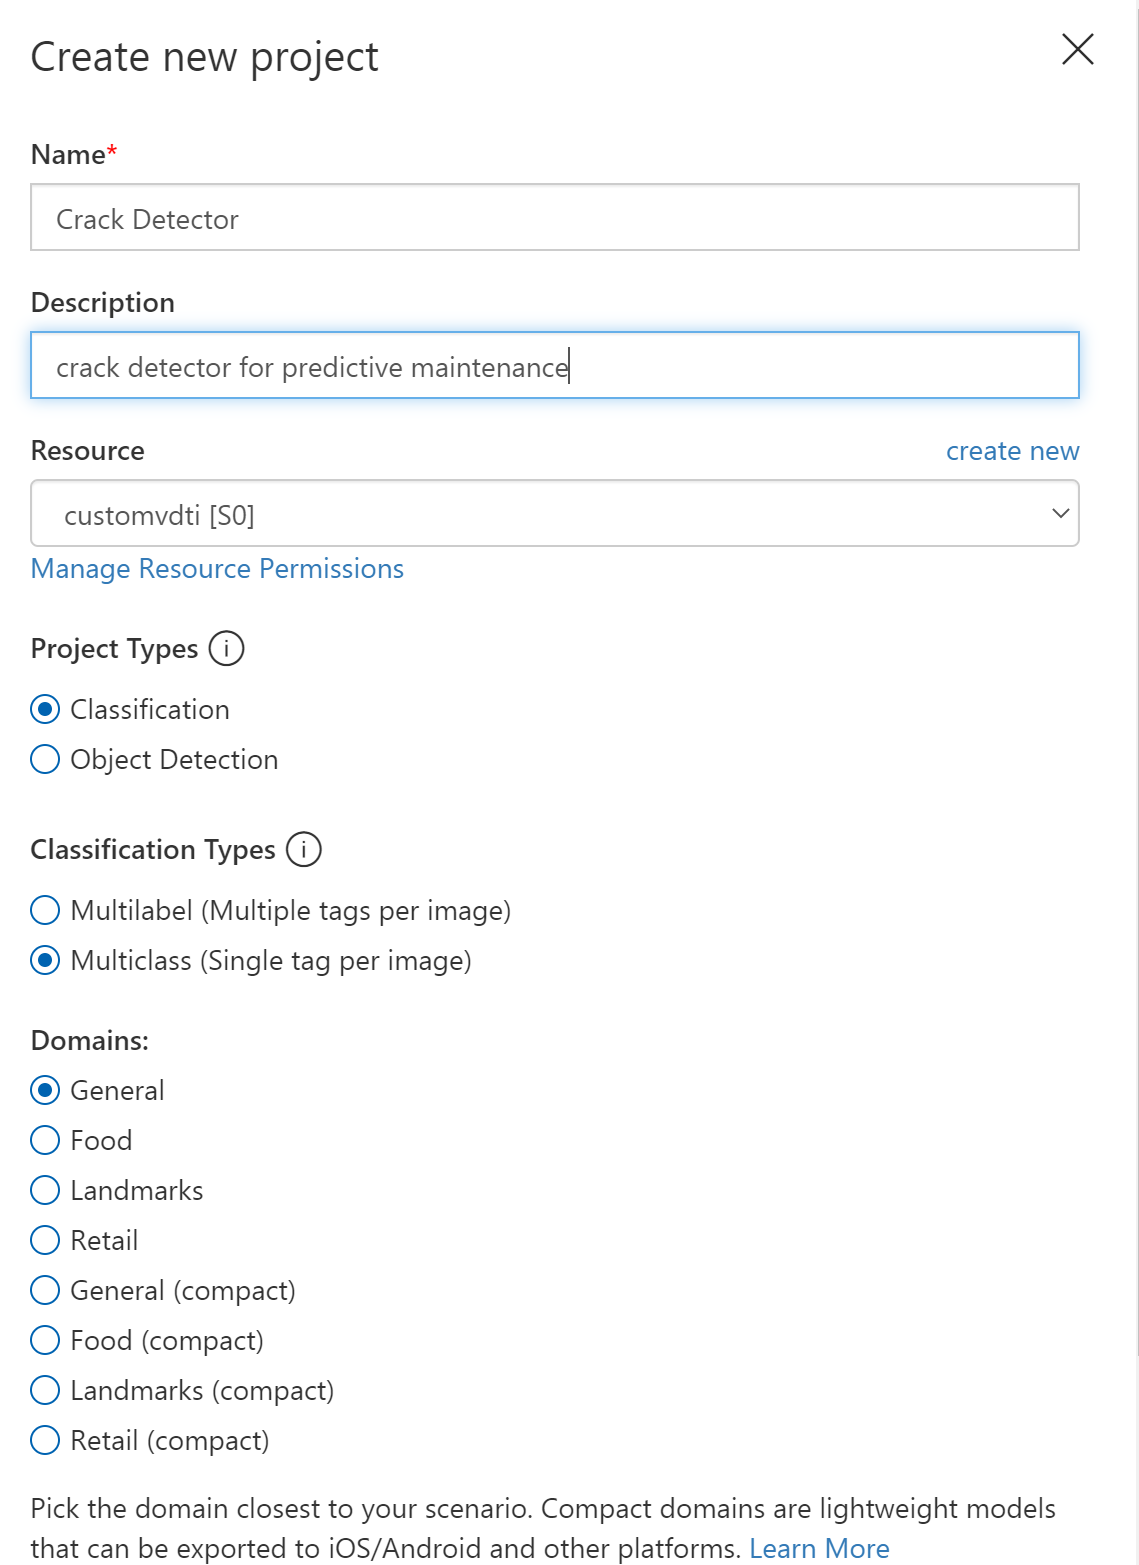 Create new project
Name*
Crack Detector
Description
crack detector for predictive maintenance
Resource create new
customvdti [S0]
Manage Resource Permissions
Project Types i
Classification
Object Detection
Classification Types i
Multilabel (Multiple tags per image)
Multiclass (Single tag per image)
Domains:
General
Food
Landmarks
Retail
General (compact)
Food (compact)
Landmarks (compact)
Retail (compact)
Pick the domain closest to your scenario. Compact domains are lightweight models
that can be exported to iOS/Android and other platforms. Learn More